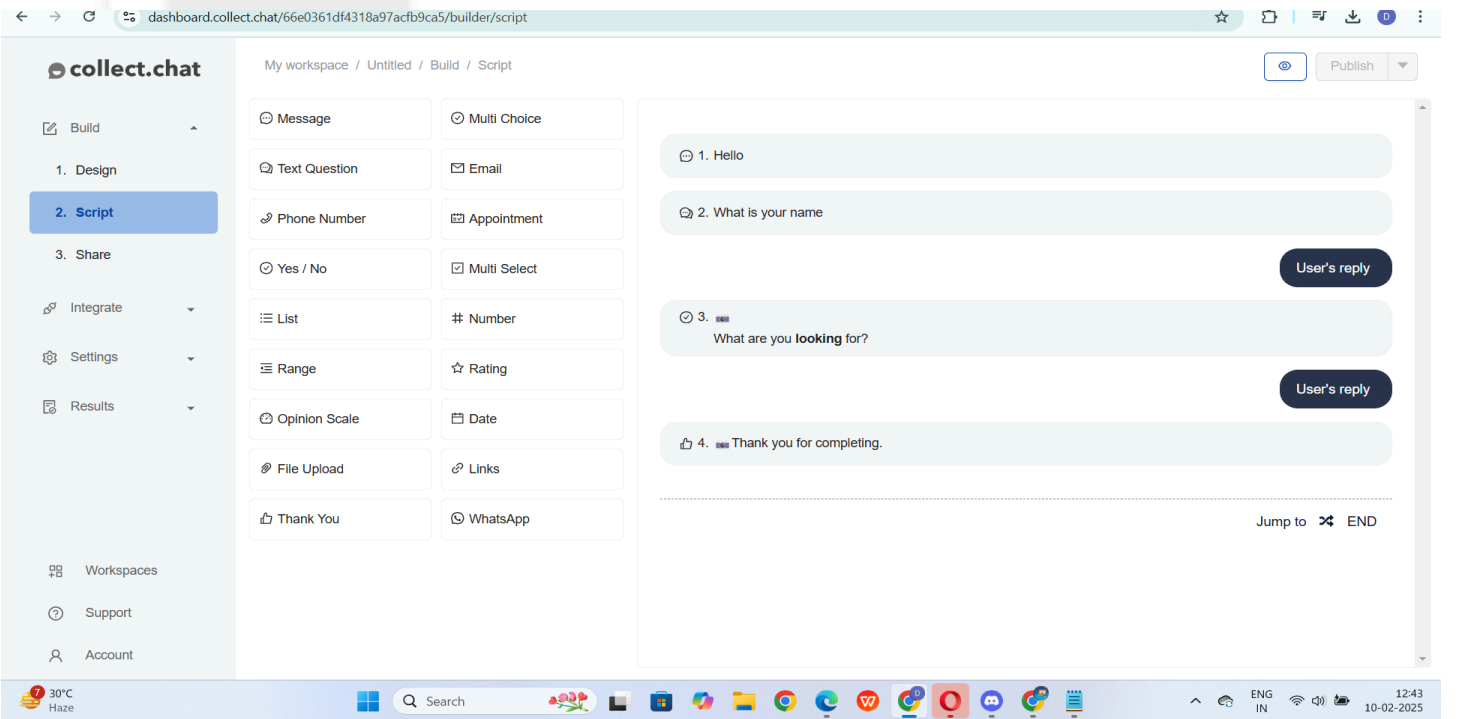 dashboard.collect.chat/66e0361df4318a97acfb9ca5/builder/script
D
collect.chat
My workspace / Untitled / Build / Script
Publish
Build
1. Design
2. Script
3. Share
Integrate
Settings
Results
Workspaces
Support
Account
Message
Multi Choice
Text Question
Email
Phone Number
Appointment
Yes / No
Multi Select
List
Number
Range
Rating
Opinion Scale
Date
File Upload
Links
Thank You
WhatsApp
1. Hello
2. What is your name
User's reply
3.
What are you looking for?
User's reply
4. Thank you for completing.
Jump to END
7
30°C
Haze
Search
D
ENG
IN
12:43
10-02-2025